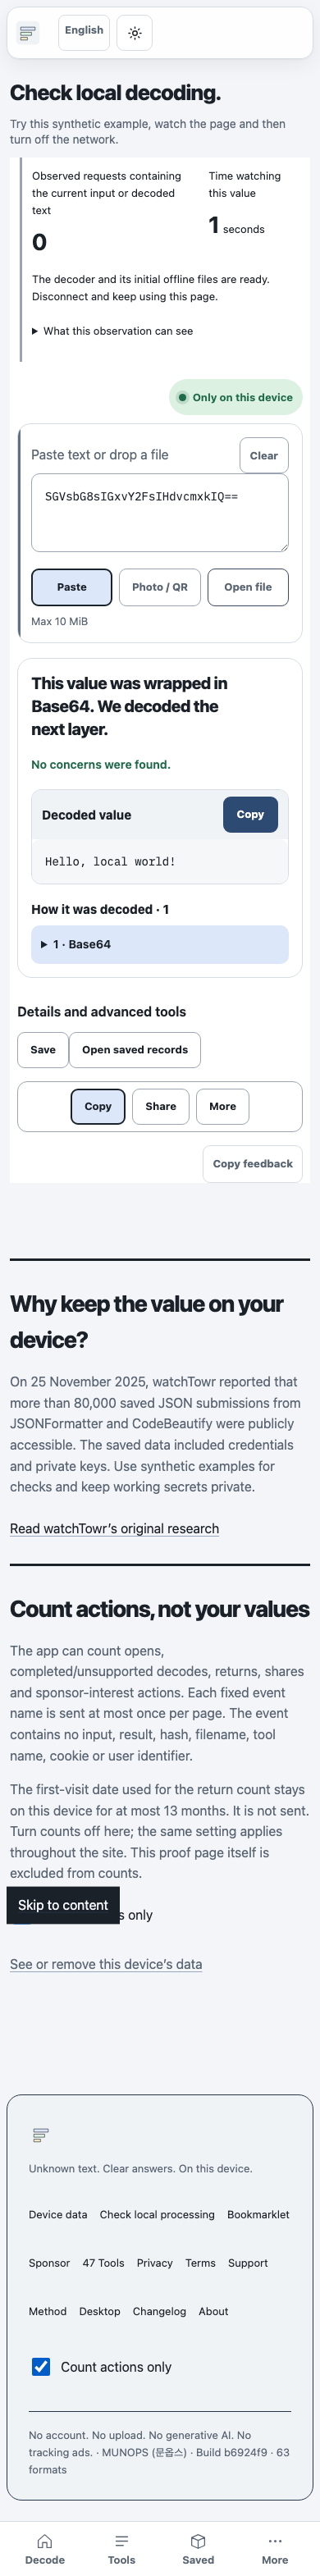 English
Check local decoding.
Try this synthetic example, watch the page and then
turn off the network.
Observed requests containing
the current input or decoded
text
0
Time watching
this value
1 seconds
The decoder and its initial offline files are ready.
Disconnect and keep using this page.
What this observation can see
Only on this device
Paste text or drop a file
Clear
SGVsbG8sIGxvY2FsIHdvcmxkIQ==
Paste
Photo / QR
Open file
Max 10 MiB
This value was wrapped in
Base64. We decoded the
next layer.
No concerns were found.
Decoded value
Copy
Hello, local world!
How it was decoded · 1
1 · Base64
Details and advanced tools
Save
Open saved records
Copy
Share
More
Copy feedback
Why keep the value on your
device?
On 25 November 2025, watchTowr reported that
more than 80,000 saved JSON submissions from
JSONFormatter and CodeBeautify were publicly
accessible. The saved data included credentials
and private keys. Use synthetic examples for
checks and keep working secrets private.
Read watchTowr’s original research
Count actions, not your values
The app can count opens,
completed/unsupported decodes, returns, shares
and sponsor-interest actions. Each fixed event
name is sent at most once per page. The event
contains no input, result, hash, filename, tool
name, cookie or user identifier.
The first-visit date used for the return count stays
on this device for at most 13 months. It is not sent.
Turn counts off here; the same setting applies
throughout the site. This proof page itself is
excluded from counts.
Skip to content
s only
See or remove this device’s data
Unknown text. Clear answers. On this device.
Device data Check local processing Bookmarklet
Sponsor 47 Tools Privacy Terms Support
Method Desktop Changelog About
Count actions only
No account. No upload. No generative AI. No
tracking ads. · MUNOPS (문옵스) · Build b6924f9 · 63
formats
Decode
Tools
Saved
More